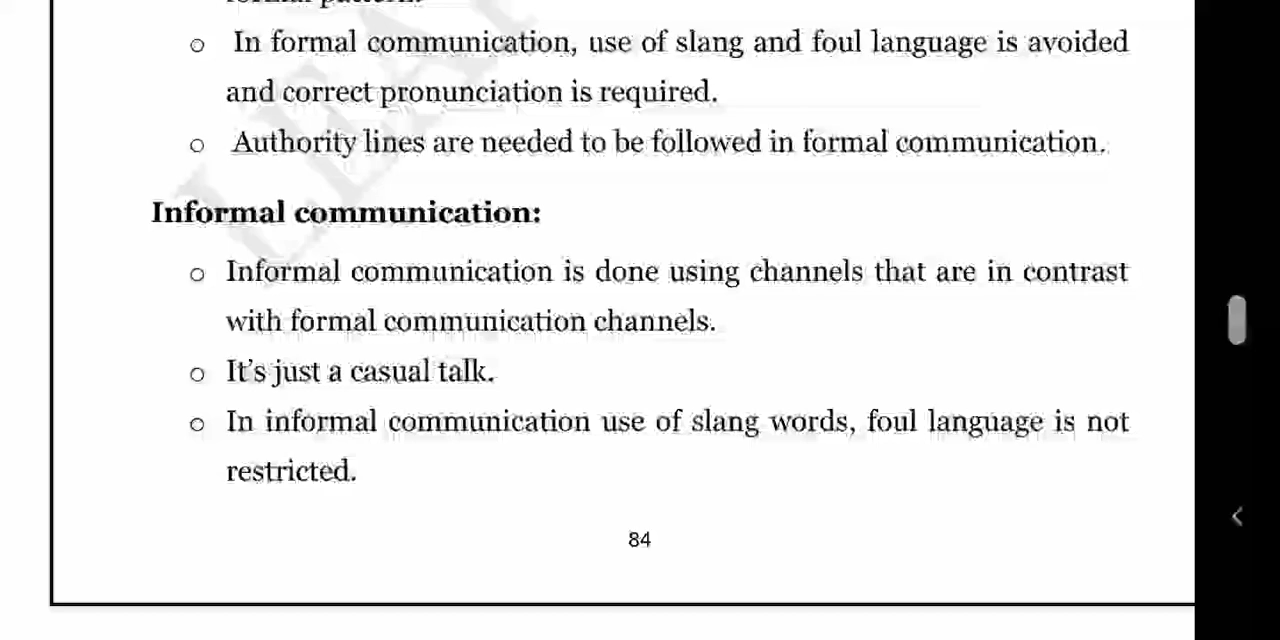 o In formal communication, use of slang and foul language is avoided
and correct pronunciation is required.
o Authority lines are needed to be followed in formal communication.
Informal communication:
o Informal communication is done using channels that are in contrast
with formal communication channels.
o It's just a casual talk.
o In informal communication use of slang words, foul language is not
restricted.
84